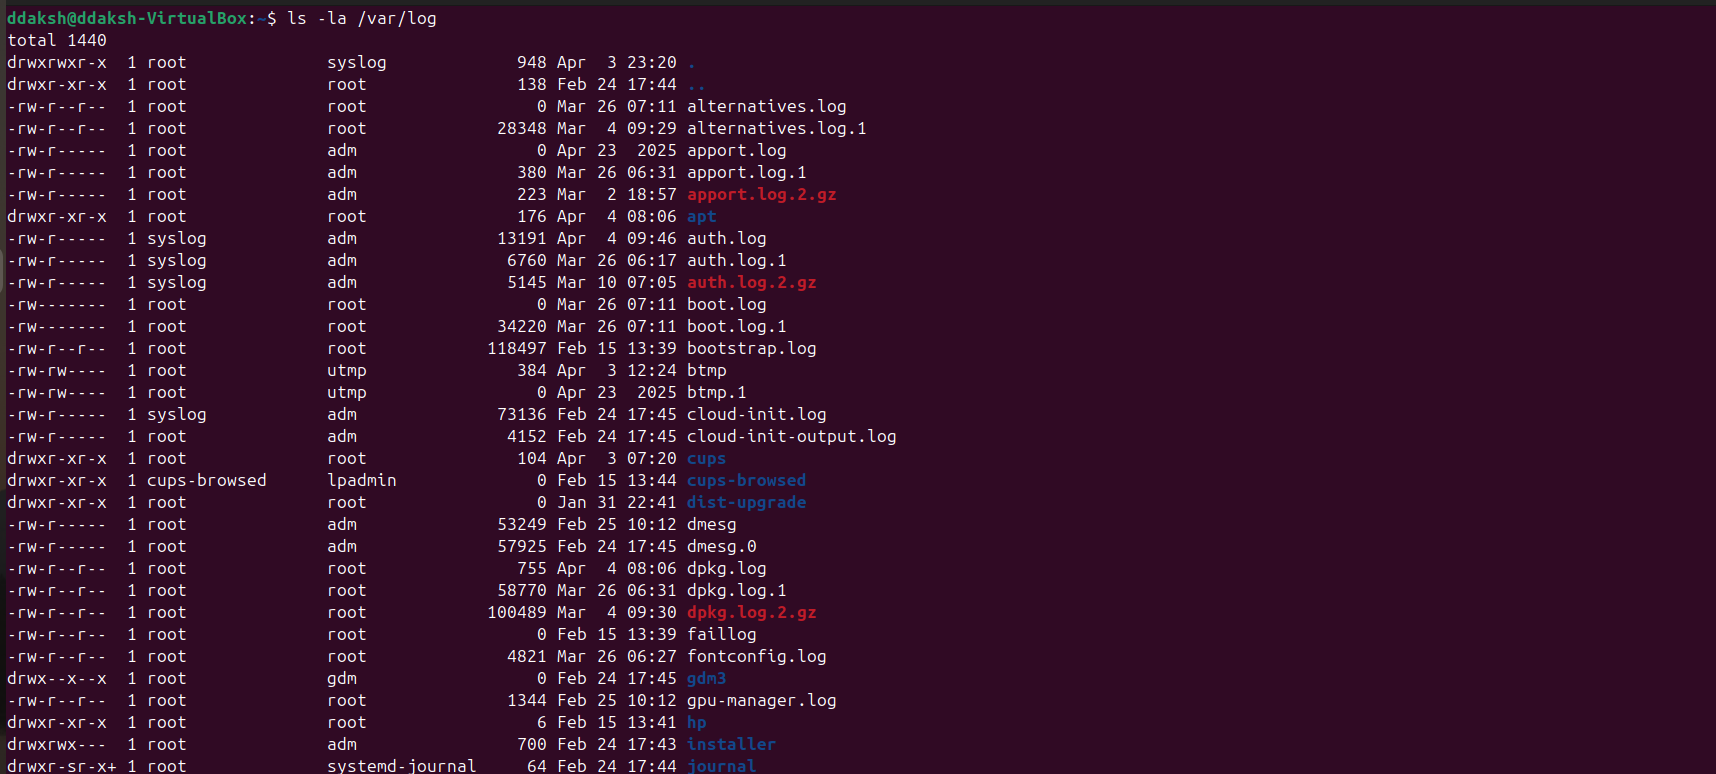 ddaksh@ddaksh-VirtualBox:~$ ls -la /var/log
total 1440
drwxrwxr-x  1 root              syslog             948 Apr  3 23:20 .
drwxr-xr-x  1 root              root               138 Feb 24 17:44 ..
-rw-r--r--  1 root              root                 0 Mar 26 07:11 alternatives.log
-rw-r--r--  1 root              root             28348 Mar  4 09:29 alternatives.log.1
-rw-r-----  1 root              adm                  0 Apr 23  2025 apport.log
-rw-r-----  1 root              adm                380 Mar 26 06:31 apport.log.1
-rw-r-----  1 root              adm                223 Mar  2 18:57 apport.log.2.gz
drwxr-xr-x  1 root              root               176 Apr  4 08:06 apt
-rw-r-----  1 syslog            adm              13191 Apr  4 09:46 auth.log
-rw-r-----  1 syslog            adm               6760 Mar 26 06:17 auth.log.1
-rw-r-----  1 syslog            adm               5145 Mar 10 07:05 auth.log.2.gz
-rw-------  1 root              root                 0 Mar 26 07:11 boot.log
-rw-------  1 root              root             34220 Mar 26 07:11 boot.log.1
-rw-r--r--  1 root              root            118497 Feb 15 13:39 bootstrap.log
-rw-rw----  1 root              utmp               384 Apr  3 12:24 btmp
-rw-rw----  1 root              utmp                 0 Apr 23  2025 btmp.1
-rw-r-----  1 syslog            adm              73136 Feb 24 17:45 cloud-init.log
-rw-r-----  1 root              adm               4152 Feb 24 17:45 cloud-init-output.log
drwxr-xr-x  1 root              root               104 Apr  3 07:20 cups
drwxr-xr-x  1 cups-browsed      lpadmin              0 Feb 15 13:44 cups-browsed
drwxr-xr-x  1 root              root                 0 Jan 31 22:41 dist-upgrade
-rw-r-----  1 root              adm              53249 Feb 25 10:12 dmesg
-rw-r-----  1 root              adm              57925 Feb 24 17:45 dmesg.0
-rw-r--r--  1 root              root               755 Apr  4 08:06 dpkg.log
-rw-r--r--  1 root              root             58770 Mar 26 06:31 dpkg.log.1
-rw-r--r--  1 root              root            100489 Mar  4 09:30 dpkg.log.2.gz
-rw-r--r--  1 root              root                 0 Feb 15 13:39 faillog
-rw-r--r--  1 root              root              4821 Mar 26 06:27 fontconfig.log
drwx--x--x  1 root              gdm                  0 Feb 24 17:45 gdm3
-rw-r--r--  1 root              root              1344 Feb 25 10:12 gpu-manager.log
drwxr-xr-x  1 root              root                 6 Feb 15 13:41 hp
drwxrwx---  1 root              adm                700 Feb 24 17:43 installer
drwxr-sr-x+ 1 root              systemd-journal     64 Feb 24 17:44 journal